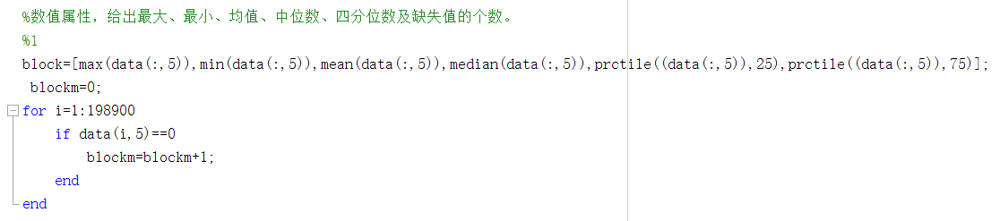 %数值属性，给出最大、最小、均值、中位数、四分位数及缺失值的个数。
%1
block=[max(data(:,5)),min(data(:,5)),mean(data(:,5)),median(data(:,5)),prctile((data(:,5)),25),prctile((data(:,5)),75)];
blockm=0;
for i=1:198900
if data(i,5)==0
blockm=blockm+1;
end
end